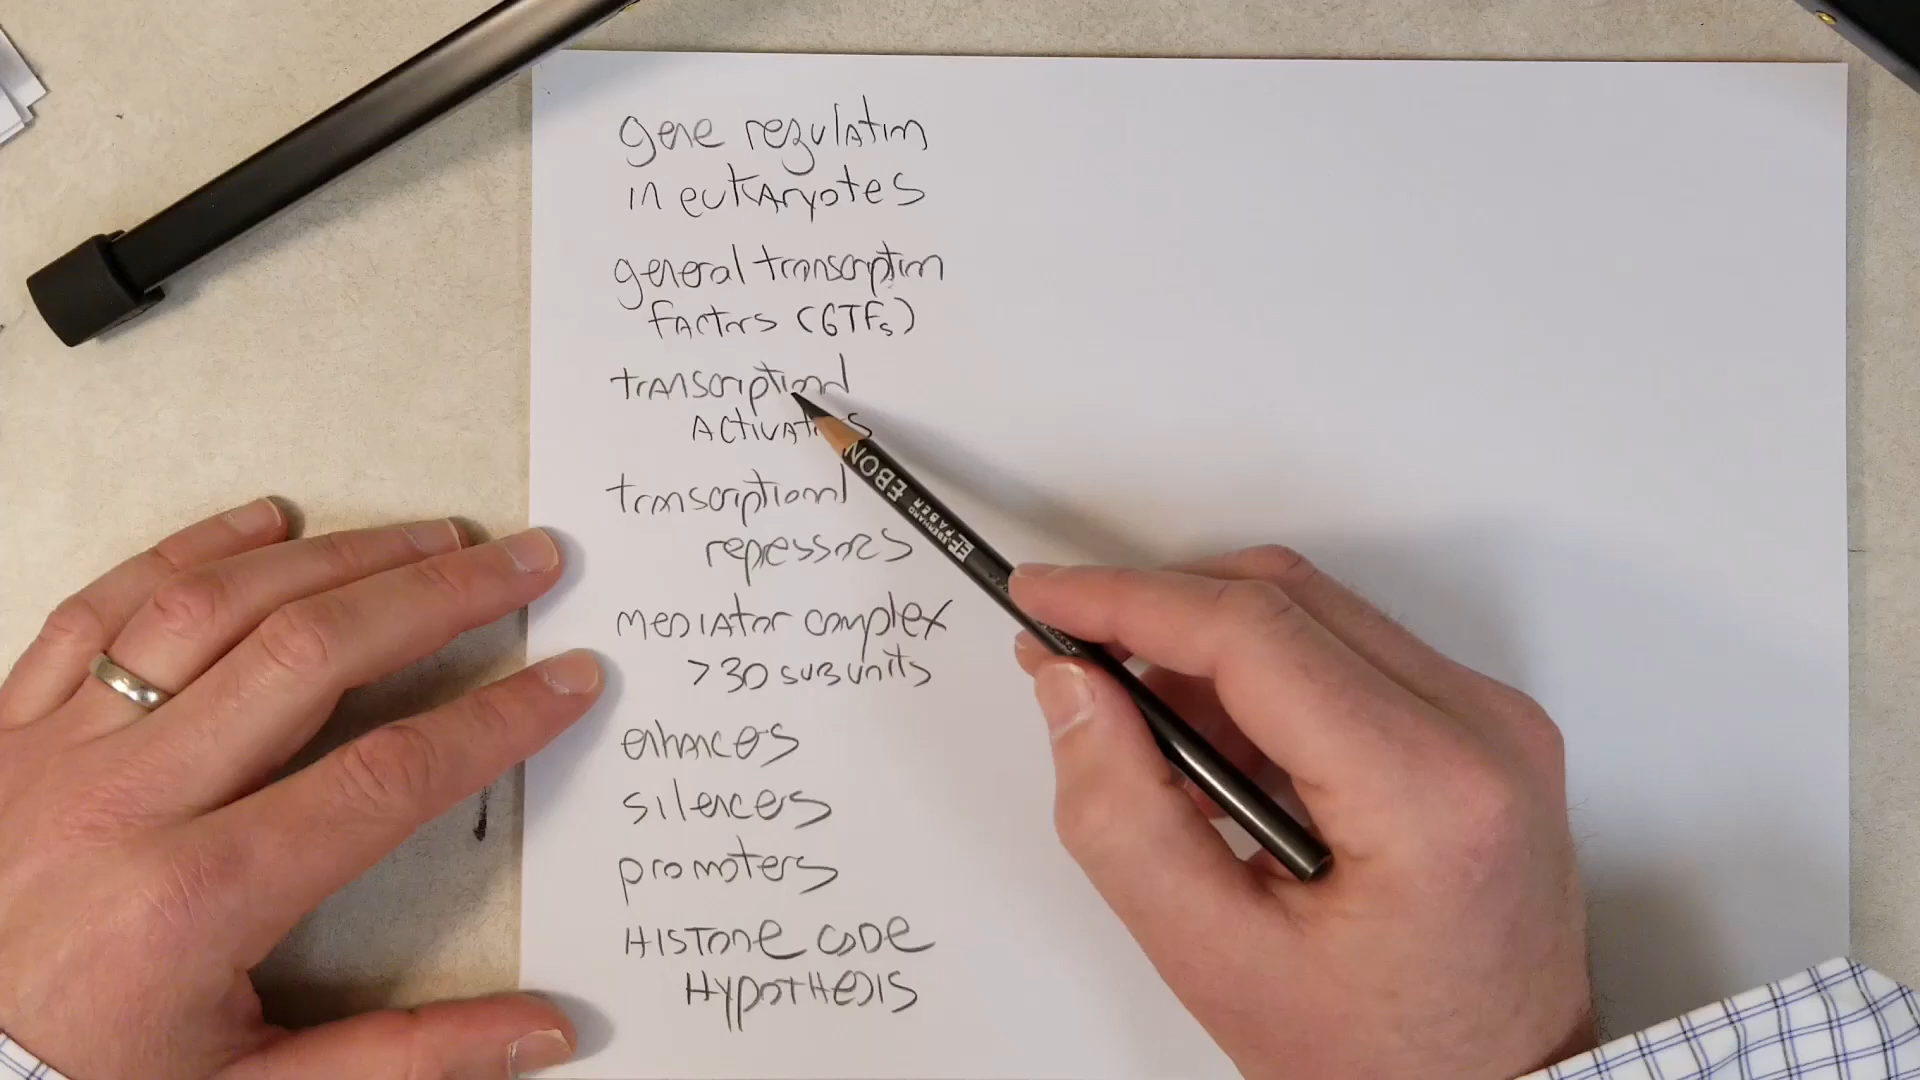 gene regulation
in eukaryotes
general transcription
factors (GTFs)
transcriptional
activators
transcriptional
repressors
mediator complex
>30 subunits
enhancers
silencers
promoters
Histone code
Hypothesis
EBONY